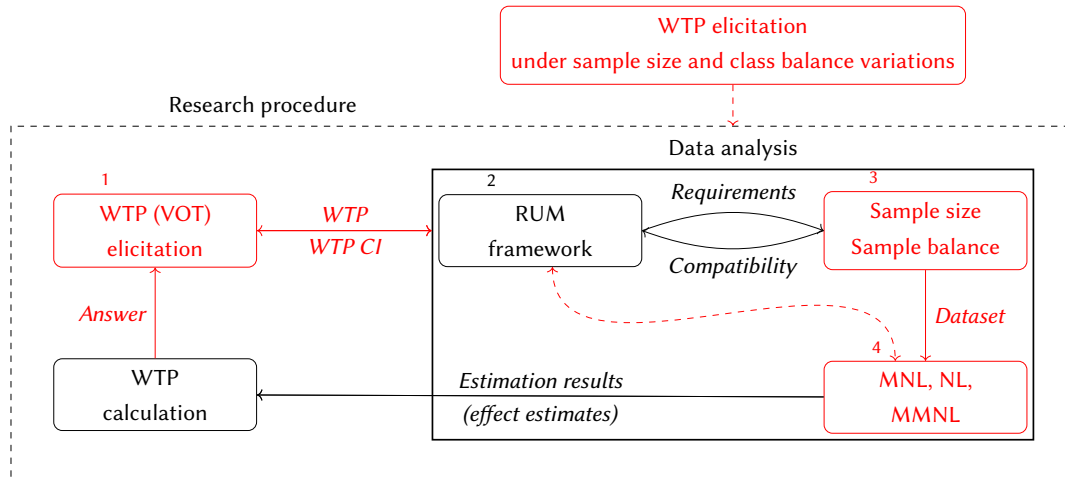 WTP elicitation
under sample size and class balance variations
Research procedure
Data analysis
1
WTP (VOT)
elicitation
WTP
WTP CI
2
RUM
framework
Requirements
Compatibility
3
Sample size
Sample balance
Answer
Dataset
WTP
calculation
Estimation results
(effect estimates)
4
MNL, NL,
MMNL